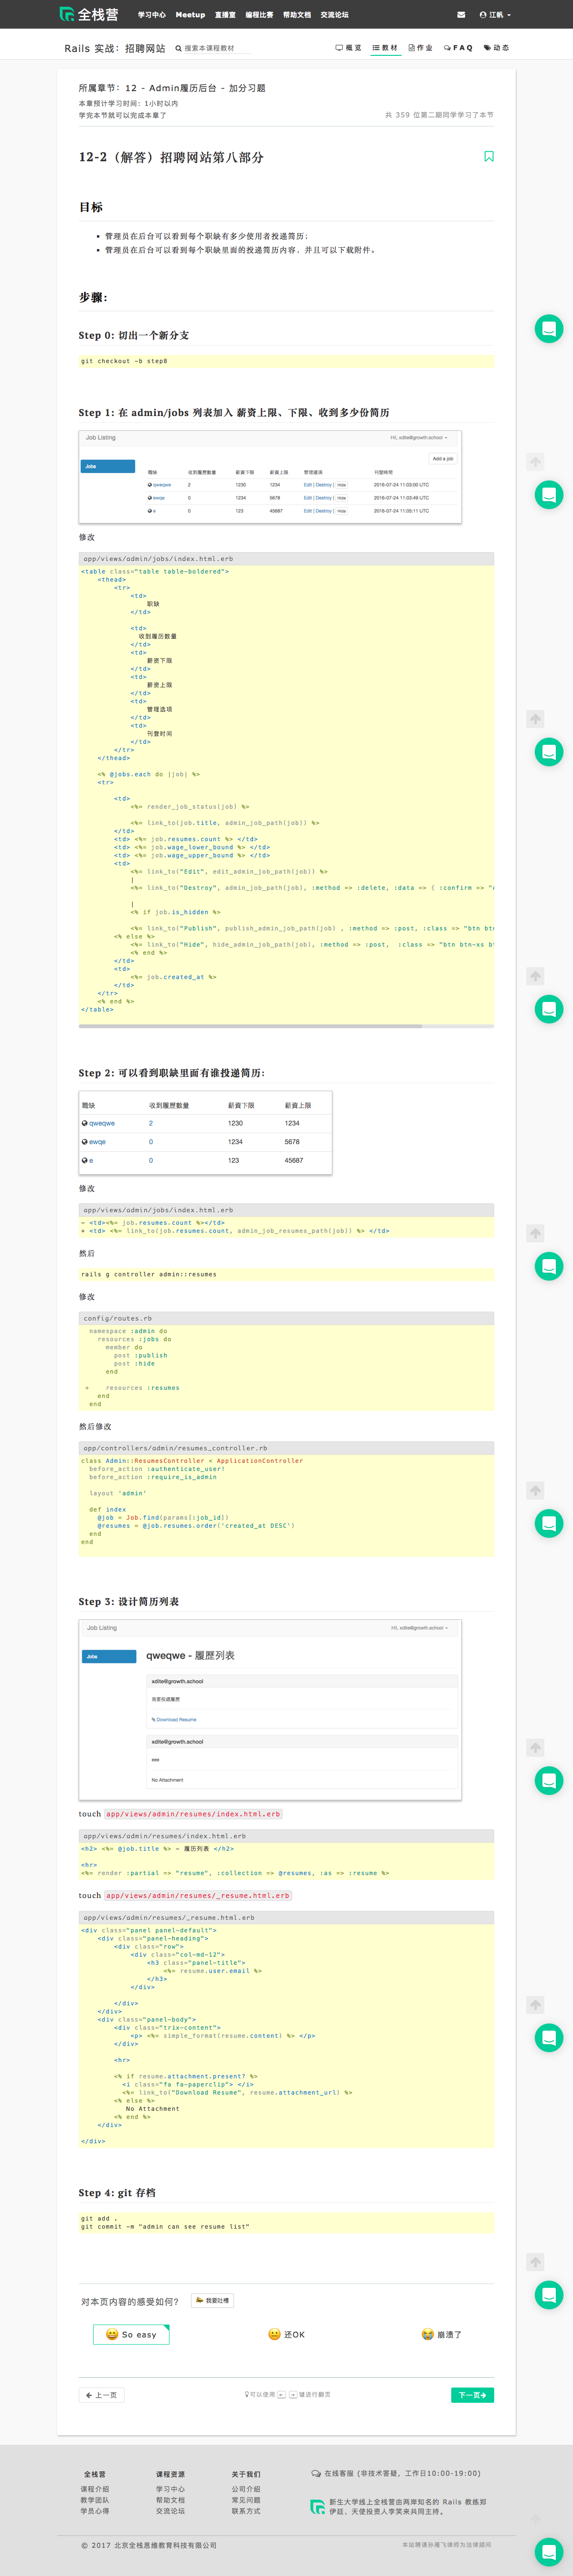 全栈营
学习中心 Meetup 直播室 编程比赛 帮助文档 交流论坛
江帆
Rails 实战：招聘网站
搜索本课程教材
概览 教材 作业 FAQ 动态
所属章节：12 - Admin履历后台 - 加分习题
本章预计学习时间：1小时以内
学完本节就可以完成本章了
共 359 位第二期同学学习了本节
12-2（解答）招聘网站第八部分
目标
管理员在后台可以看到每个职缺有多少使用者投递简历；
管理员在后台可以看到每个职缺里面的投递简历内容，并且可以下载附件。
步骤：
Step 0: 切出一个新分支
git checkout -b step8
Step 1: 在 admin/jobs 列表加入 薪资上限、下限、收到多少份简历
Job Listing
Hi, xdite@growth.school
Add a job
Jobs
職缺 收到履歷數量 薪資下限 薪資上限 管理選項 刊登時間
qweqwe 2 1230 1234 Edit | Destroy | Hide 2016-07-24 11:03:00 UTC
ewqe 0 1234 5678 Edit | Destroy | Hide 2016-07-24 11:03:49 UTC
e 0 123 45687 Edit | Destroy | Hide 2016-07-24 11:05:11 UTC
修改
app/views/admin/jobs/index.html.erb
<table class="table table-boldered">
<thead>
<tr>
<td>
职缺
</td>
<td>
收到履历数量
</td>
<td>
薪资下限
</td>
<td>
薪资上限
</td>
<td>
管理选项
</td>
<td>
刊登时间
</td>
</tr>
</thead>
<% @jobs.each do |job| %>
<tr>
<td>
<%= render_job_status(job) %>
<%= link_to(job.title, admin_job_path(job)) %>
</td>
<td> <%= job.resumes.count %> </td>
<td> <%= job.wage_lower_bound %> </td>
<td> <%= job.wage_upper_bound %> </td>
<td>
<%= link_to("Edit", edit_admin_job_path(job)) %>
|
<%= link_to("Destroy", admin_job_path(job), :method => :delete, :data => { :confirm => "
|
<% if job.is_hidden %>
<%= link_to("Publish", publish_admin_job_path(job) , :method => :post, :class => "btn
<% else %>
<%= link_to("Hide", hide_admin_job_path(job), :method => :post, :class => "btn btn-xs
<% end %>
</td>
<td>
<%= job.created_at %>
</td>
</tr>
<% end %>
</table>
Step 2: 可以看到职缺里面有谁投递简历：
職缺 收到履歷數量 薪資下限 薪資上限
qweqwe 2 1230 1234
ewqe 0 1234 5678
e 0 123 45687
修改
app/views/admin/jobs/index.html.erb
- <td><%= job.resumes.count %></td>
+ <td> <%= link_to(job.resumes.count, admin_job_resumes_path(job)) %> </td>
然后
rails g controller admin::resumes
修改
config/routes.rb
namespace :admin do
resources :jobs do
member do
post :publish
post :hide
end
+ resources :resumes
end
end
然后修改
app/controllers/admin/resumes_controller.rb
class Admin::ResumesController < ApplicationController
before_action :authenticate_user!
before_action :require_is_admin
layout 'admin'
def index
@job = Job.find(params[:job_id])
@resumes = @job.resumes.order('created_at DESC')
end
end
Step 3: 设计简历列表
Job Listing
Hi, xdite@growth.school
Jobs
qweqwe - 履歷列表
xdite@growth.school
我要投遞履歷
Download Resume
xdite@growth.school
eee
No Attachment
touch app/views/admin/resumes/index.html.erb
app/views/admin/resumes/index.html.erb
<h2> <%= @job.title %> - 履历列表 </h2>
<hr>
<%= render :partial => "resume", :collection => @resumes, :as => :resume %>
touch app/views/admin/resumes/_resume.html.erb
app/views/admin/resumes/_resume.html.erb
<div class="panel panel-default">
<div class="panel-heading">
<div class="row">
<div class="col-md-12">
<h3 class="panel-title">
<%= resume.user.email %>
</h3>
</div>
</div>
</div>
<div class="panel-body">
<div class="trix-content">
<p> <%= simple_format(resume.content) %> </p>
</div>
<hr>
<% if resume.attachment.present? %>
<i class="fa fa-paperclip"> </i>
<%= link_to("Download Resume", resume.attachment_url) %>
<% else %>
No Attachment
<% end %>
</div>
</div>
Step 4: git 存档
git add .
git commit -m "admin can see resume list"
对本页内容的感受如何？
我要吐槽
So easy 还OK 崩溃了
上一页
可以使用 ← → 键进行翻页
下一页
全栈营 课程资源 关于我们
课程介绍 学习中心 公司介绍
教学团队 帮助文档 常见问题
学员心得 交流论坛 联系方式
在线客服 (非技术答疑，工作日10:00-19:00)
新生大学线上全栈营由两岸知名的 Rails 教练郑
伊廷、天使投资人李笑来共同主持。
© 2017 北京全栈思维教育科技有限公司
本站聘请孙雁飞律师为法律顾问